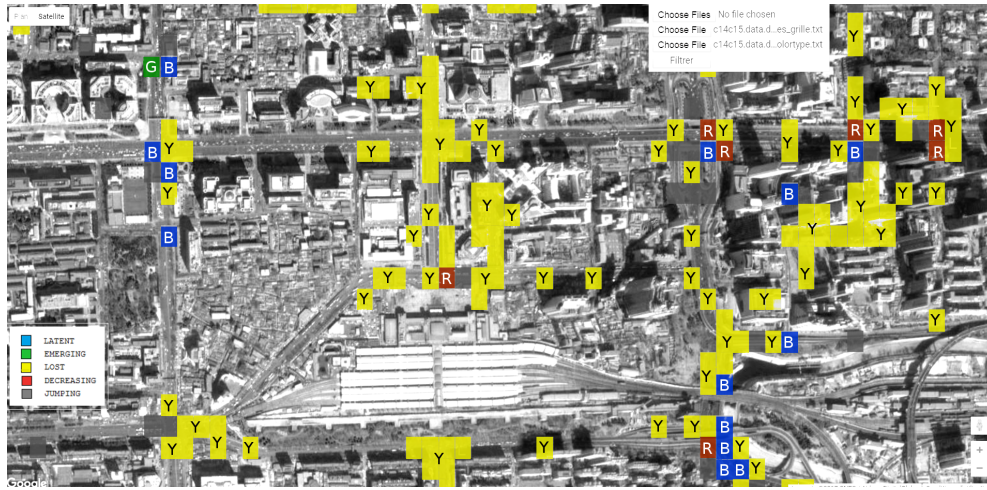 Plan Satellite
Choose Files No file chosen
Choose File c14c15.data.d...es_grille.txt
Choose File c14c15.data.d...olortype.txt
Filtrer
Y
Y Y Y
G B
Y Y Y
Y Y R Y R Y R Y
B Y Y Y Y Y B R Y Y B R
B Y
Y B Y Y
Y Y Y
Y Y
B Y Y Y Y
Y Y R Y Y Y Y Y
Y Y Y
Y
LATENT
EMERGING
LOST
DECREASING
JUMPING
Y Y B
Y B
Y
Y Y Y B
Y Y Y Y R B Y
Y B B Y
Google
+
−